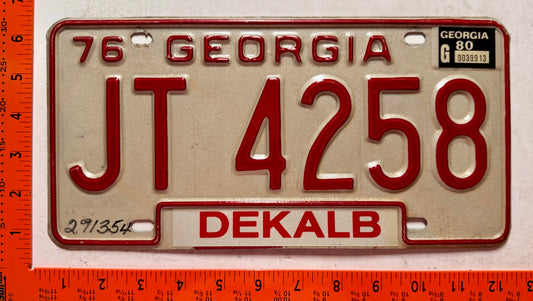 76 GEORGIA
GEORGIA
80
G 0039913
JT 4258
291354
DEKALB